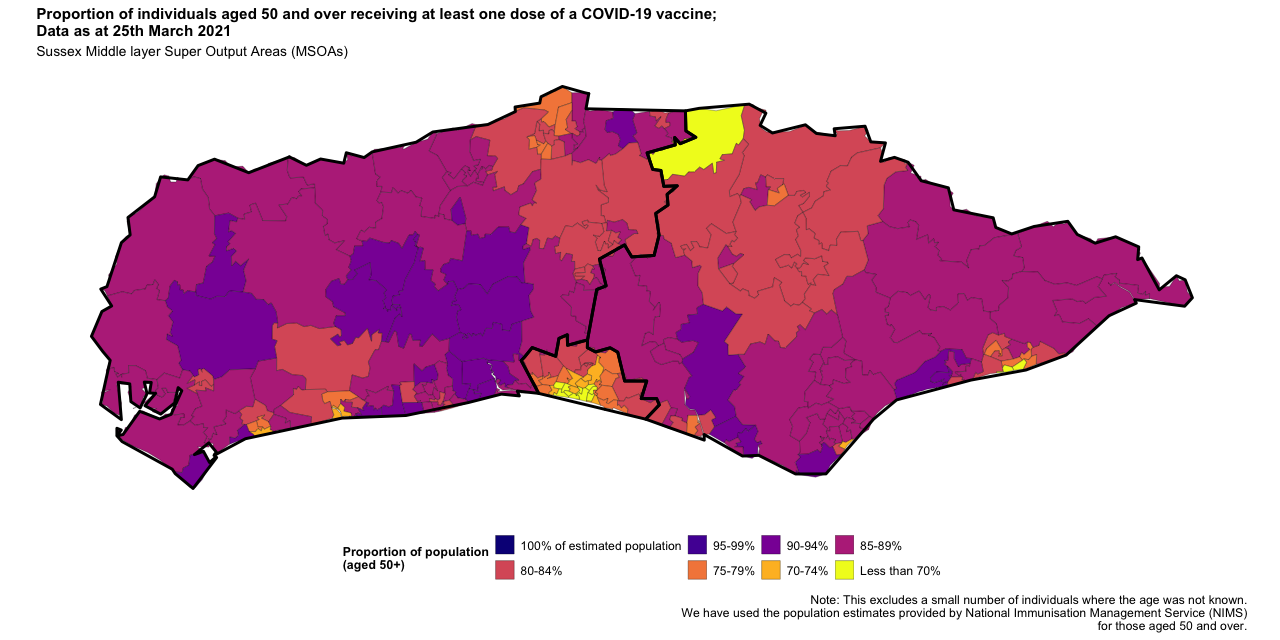 Proportion of individuals aged 50 and over receiving at least one dose of a COVID-19 vaccine;
Data as at 25th March 2021
Sussex Middle layer Super Output Areas (MSOAs)
Proportion of population
(aged 50+)
100% of estimated population
95-99%
90-94%
85-89%
80-84%
75-79%
70-74%
Less than 70%
Note: This excludes a small number of individuals where the age was not known.
We have used the population estimates provided by National Immunisation Management Service (NIMS)
for those aged 50 and over.